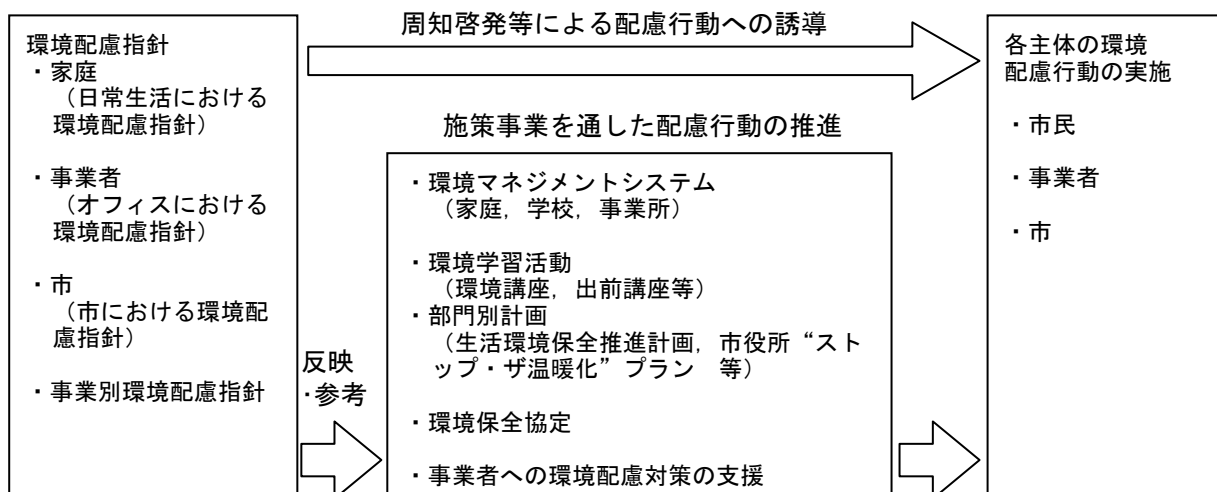 周知啓発等による配慮行動への誘導
環境配慮指針
・家庭
（日常生活における
環境配慮指針）
・事業者
（オフィスにおける
環境配慮指針）
・市
（市における環境配
慮指針）
・事業別環境配慮指針
反映
・参考
施策事業を通した配慮行動の推進
・環境マネジメントシステム
（家庭，学校，事業所）
・環境学習活動
（環境講座，出前講座等）
・部門別計画
（生活環境保全推進計画，市役所“スト
ップ・ザ温暖化”プラン　等）
・環境保全協定
・事業者への環境配慮対策の支援
各主体の環境
配慮行動の実施
・市民
・事業者
・市